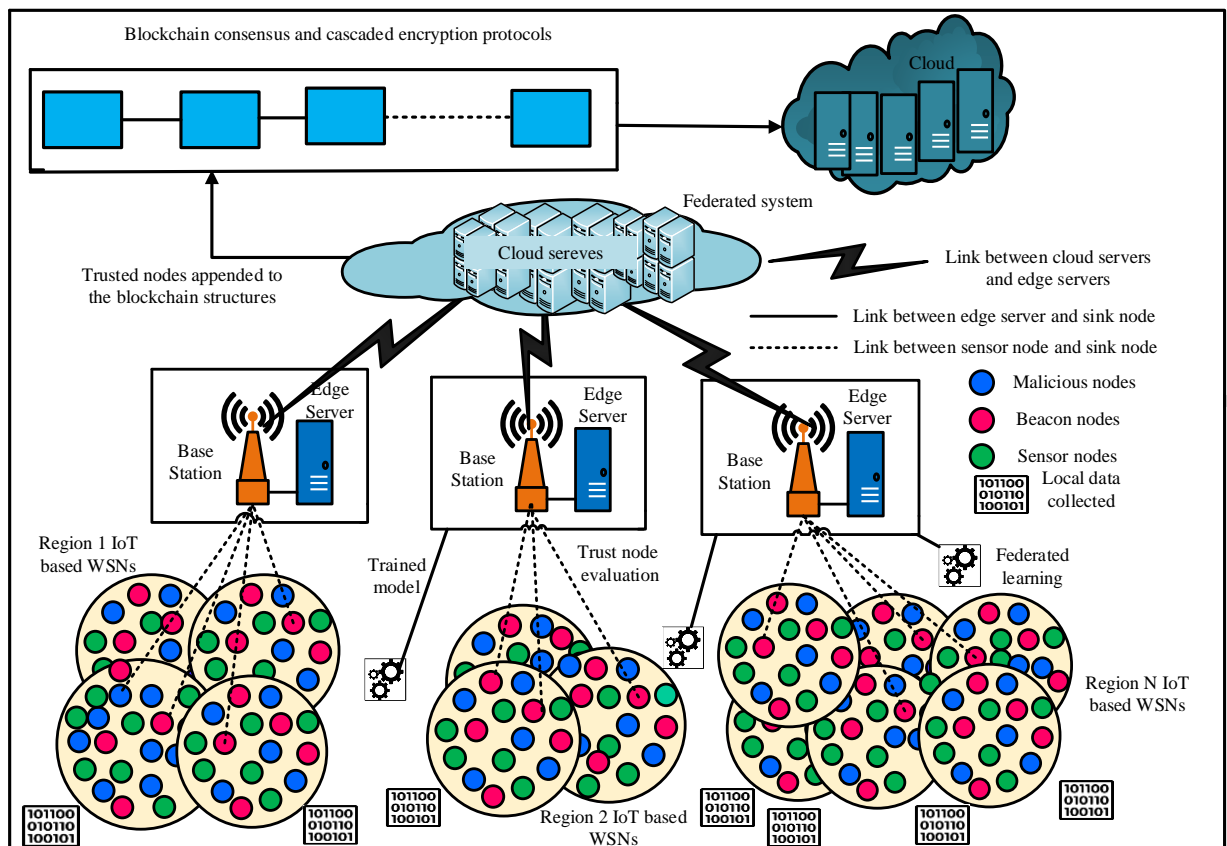 Blockchain consensus and cascaded encryption protocols
Cloud
Federated system
Cloud sereves
Trusted nodes appended to
the blockchain structures
Link between cloud servers
and edge servers
Link between edge server and sink node
Link between sensor node and sink node
Malicious nodes
Beacon nodes
Sensor nodes
101100
010110
100101
Local data
collected
Edge
Server
Base
Station
Edge
Server
Base
Station
Edge
Server
Base
Station
Region 1 IoT
based WSNs
Trained
model
Trust node
evaluation
Federated
learning
Region N IoT
based WSNs
Region 2 IoT based
WSNs
101100
010110
100101
101100
010110
100101
101100
010110
100101
101100
010110
100101
101100
010110
100101
101100
010110
100101
101100
010110
100101